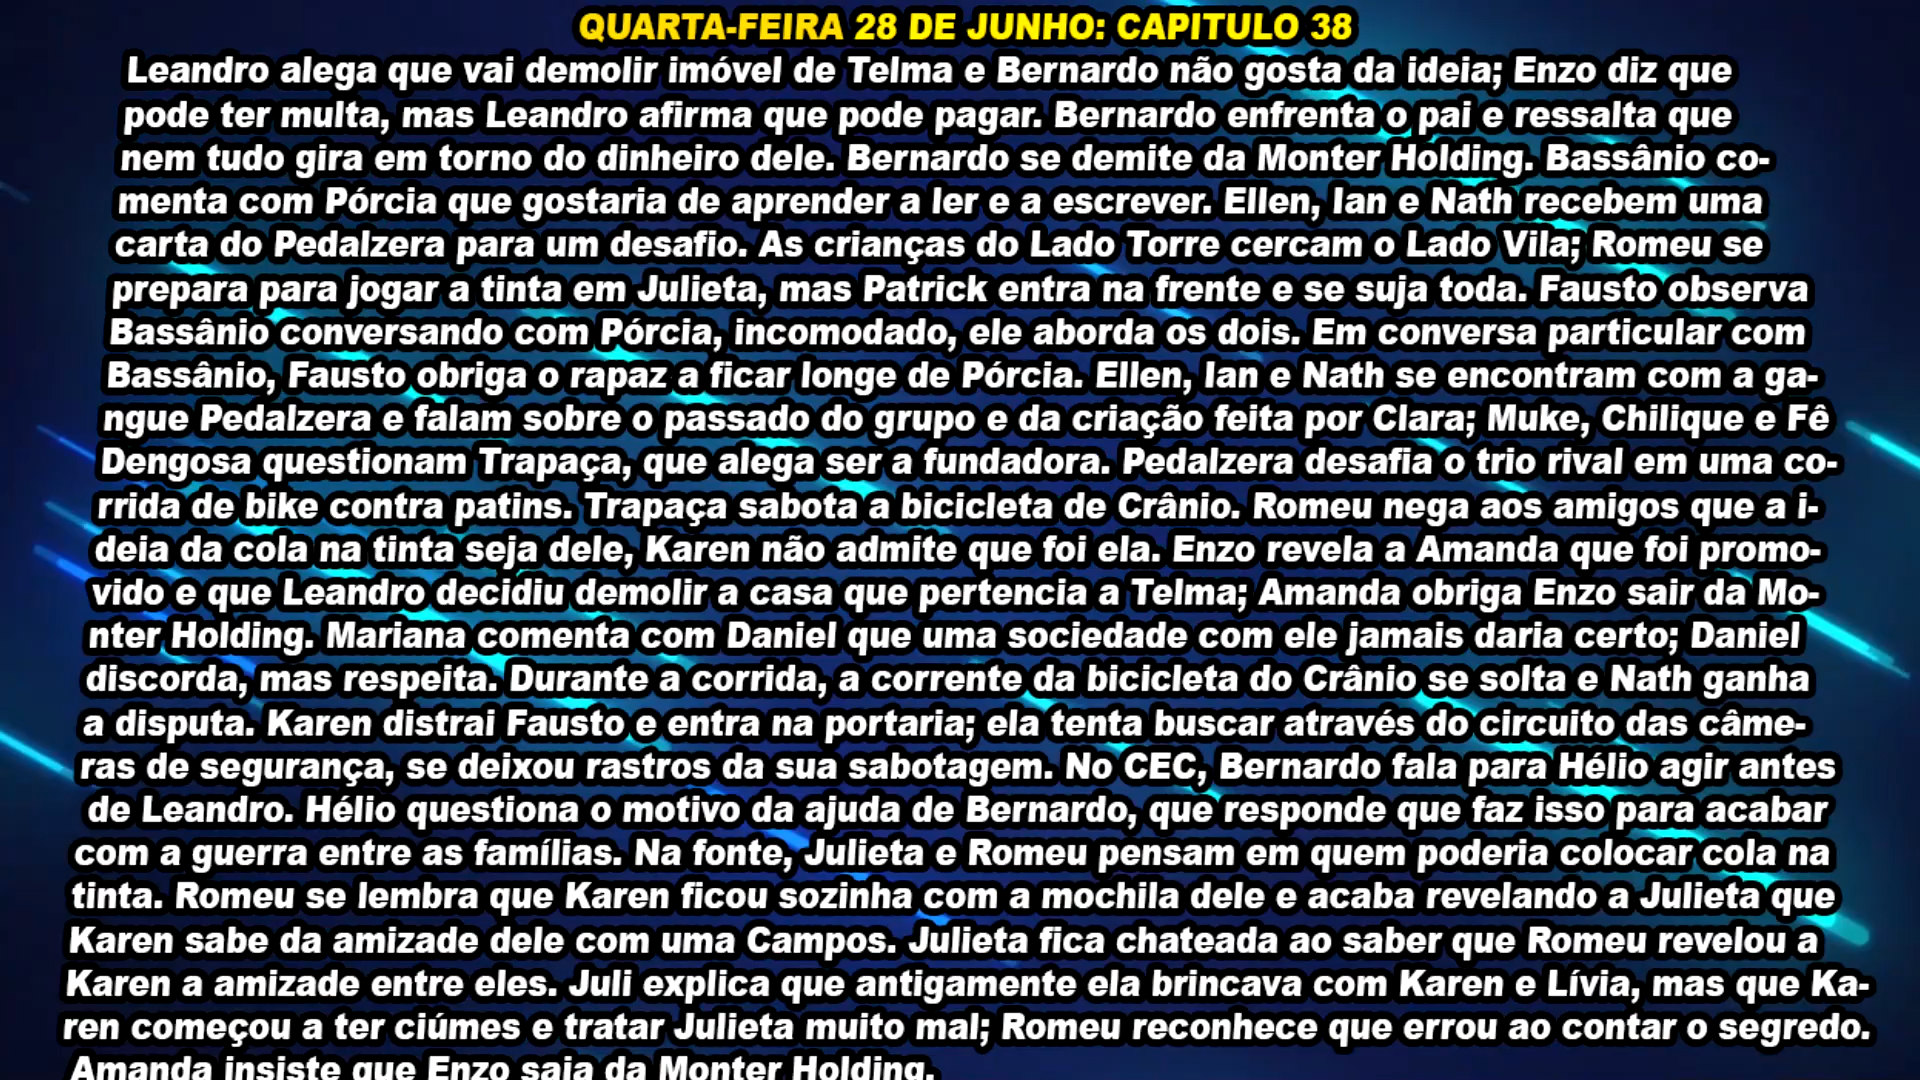 QUARTA-FEIRA 28 DE JUNHO: CAPITULO 38
Leandro alega que vai demolir imóvel de Telma e Bernardo não gosta da ideia; Enzo diz que
pode ter multa, mas Leandro afirma que pode pagar. Bernardo enfrenta o pai e ressalta que
nem tudo gira em torno do dinheiro dele. Bernardo se demite da Monter Holding. Bassânio co-
menta com Pórcia que gostaria de aprender a ler e a escrever. Ellen, Ian e Nath recebem uma
carta do Pedalzera para um desafio. As crianças do Lado Torre cercam o Lado Vila; Romeu se
prepara para jogar a tinta em Julieta, mas Patrick entra na frente e se suja toda. Fausto observa
Bassânio conversando com Pórcia, incomodado, ele aborda os dois. Em conversa particular com
Bassânio, Fausto obriga o rapaz a ficar longe de Pórcia. Ellen, Ian e Nath se encontram com a ga-
ngue Pedalzera e falam sobre o passado do grupo e da criação feita por Clara; Muke, Chilique e Fê
Dengosa questionam Trapaça, que alega ser a fundadora. Pedalzera desafia o trio rival em uma co-
rrida de bike contra patins. Trapaça sabota a bicicleta de Crânio. Romeu nega aos amigos que a i-
deia da cola na tinta seja dele, Karen não admite que foi ela. Enzo revela a Amanda que foi promo-
vido e que Leandro decidiu demolir a casa que pertencia a Telma; Amanda obriga Enzo sair da Mo-
nter Holding. Mariana comenta com Daniel que uma sociedade com ele jamais daria certo; Daniel
discorda, mas respeita. Durante a corrida, a corrente da bicicleta do Crânio se solta e Nath ganha
a disputa. Karen distrai Fausto e entra na portaria; ela tenta buscar através do circuito das câme-
ras de segurança, se deixou rastros da sua sabotagem. No CEC, Bernardo fala para Hélio agir antes
de Leandro. Hélio questiona o motivo da ajuda de Bernardo, que responde que faz isso para acabar
com a guerra entre as famílias. Na fonte, Julieta e Romeu pensam em quem poderia colocar cola na
tinta. Romeu se lembra que Karen ficou sozinha com a mochila dele e acaba revelando a Julieta que
Karen sabe da amizade dele com uma Campos. Julieta fica chateada ao saber que Romeu revelou a
Karen a amizade entre eles. Juli explica que antigamente ela brincava com Karen e Lívia, mas que Ka-
ren começou a ter ciúmes e tratar Julieta muito mal; Romeu reconhece que errou ao contar o segredo.
Amanda insiste que Enzo saia da Monter Holding.